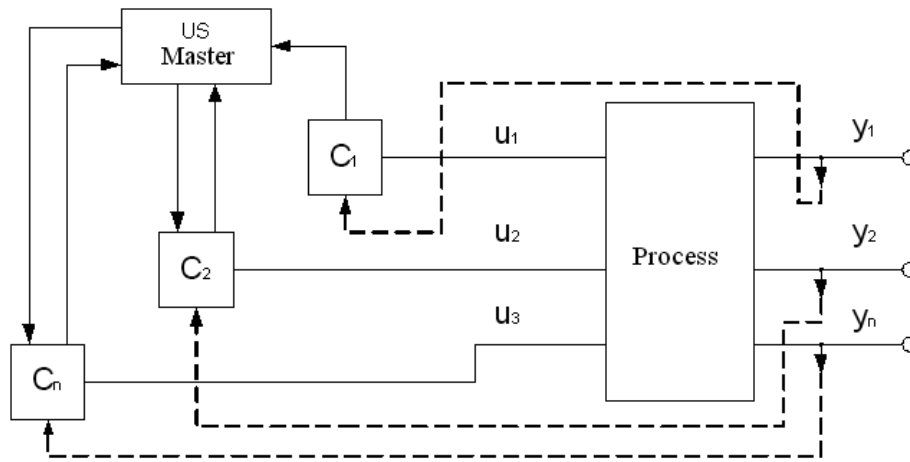 US
Master
C₁
u₁
y₁
C₂
u₂
Process
y₂
u₃
yₙ
Cₙ